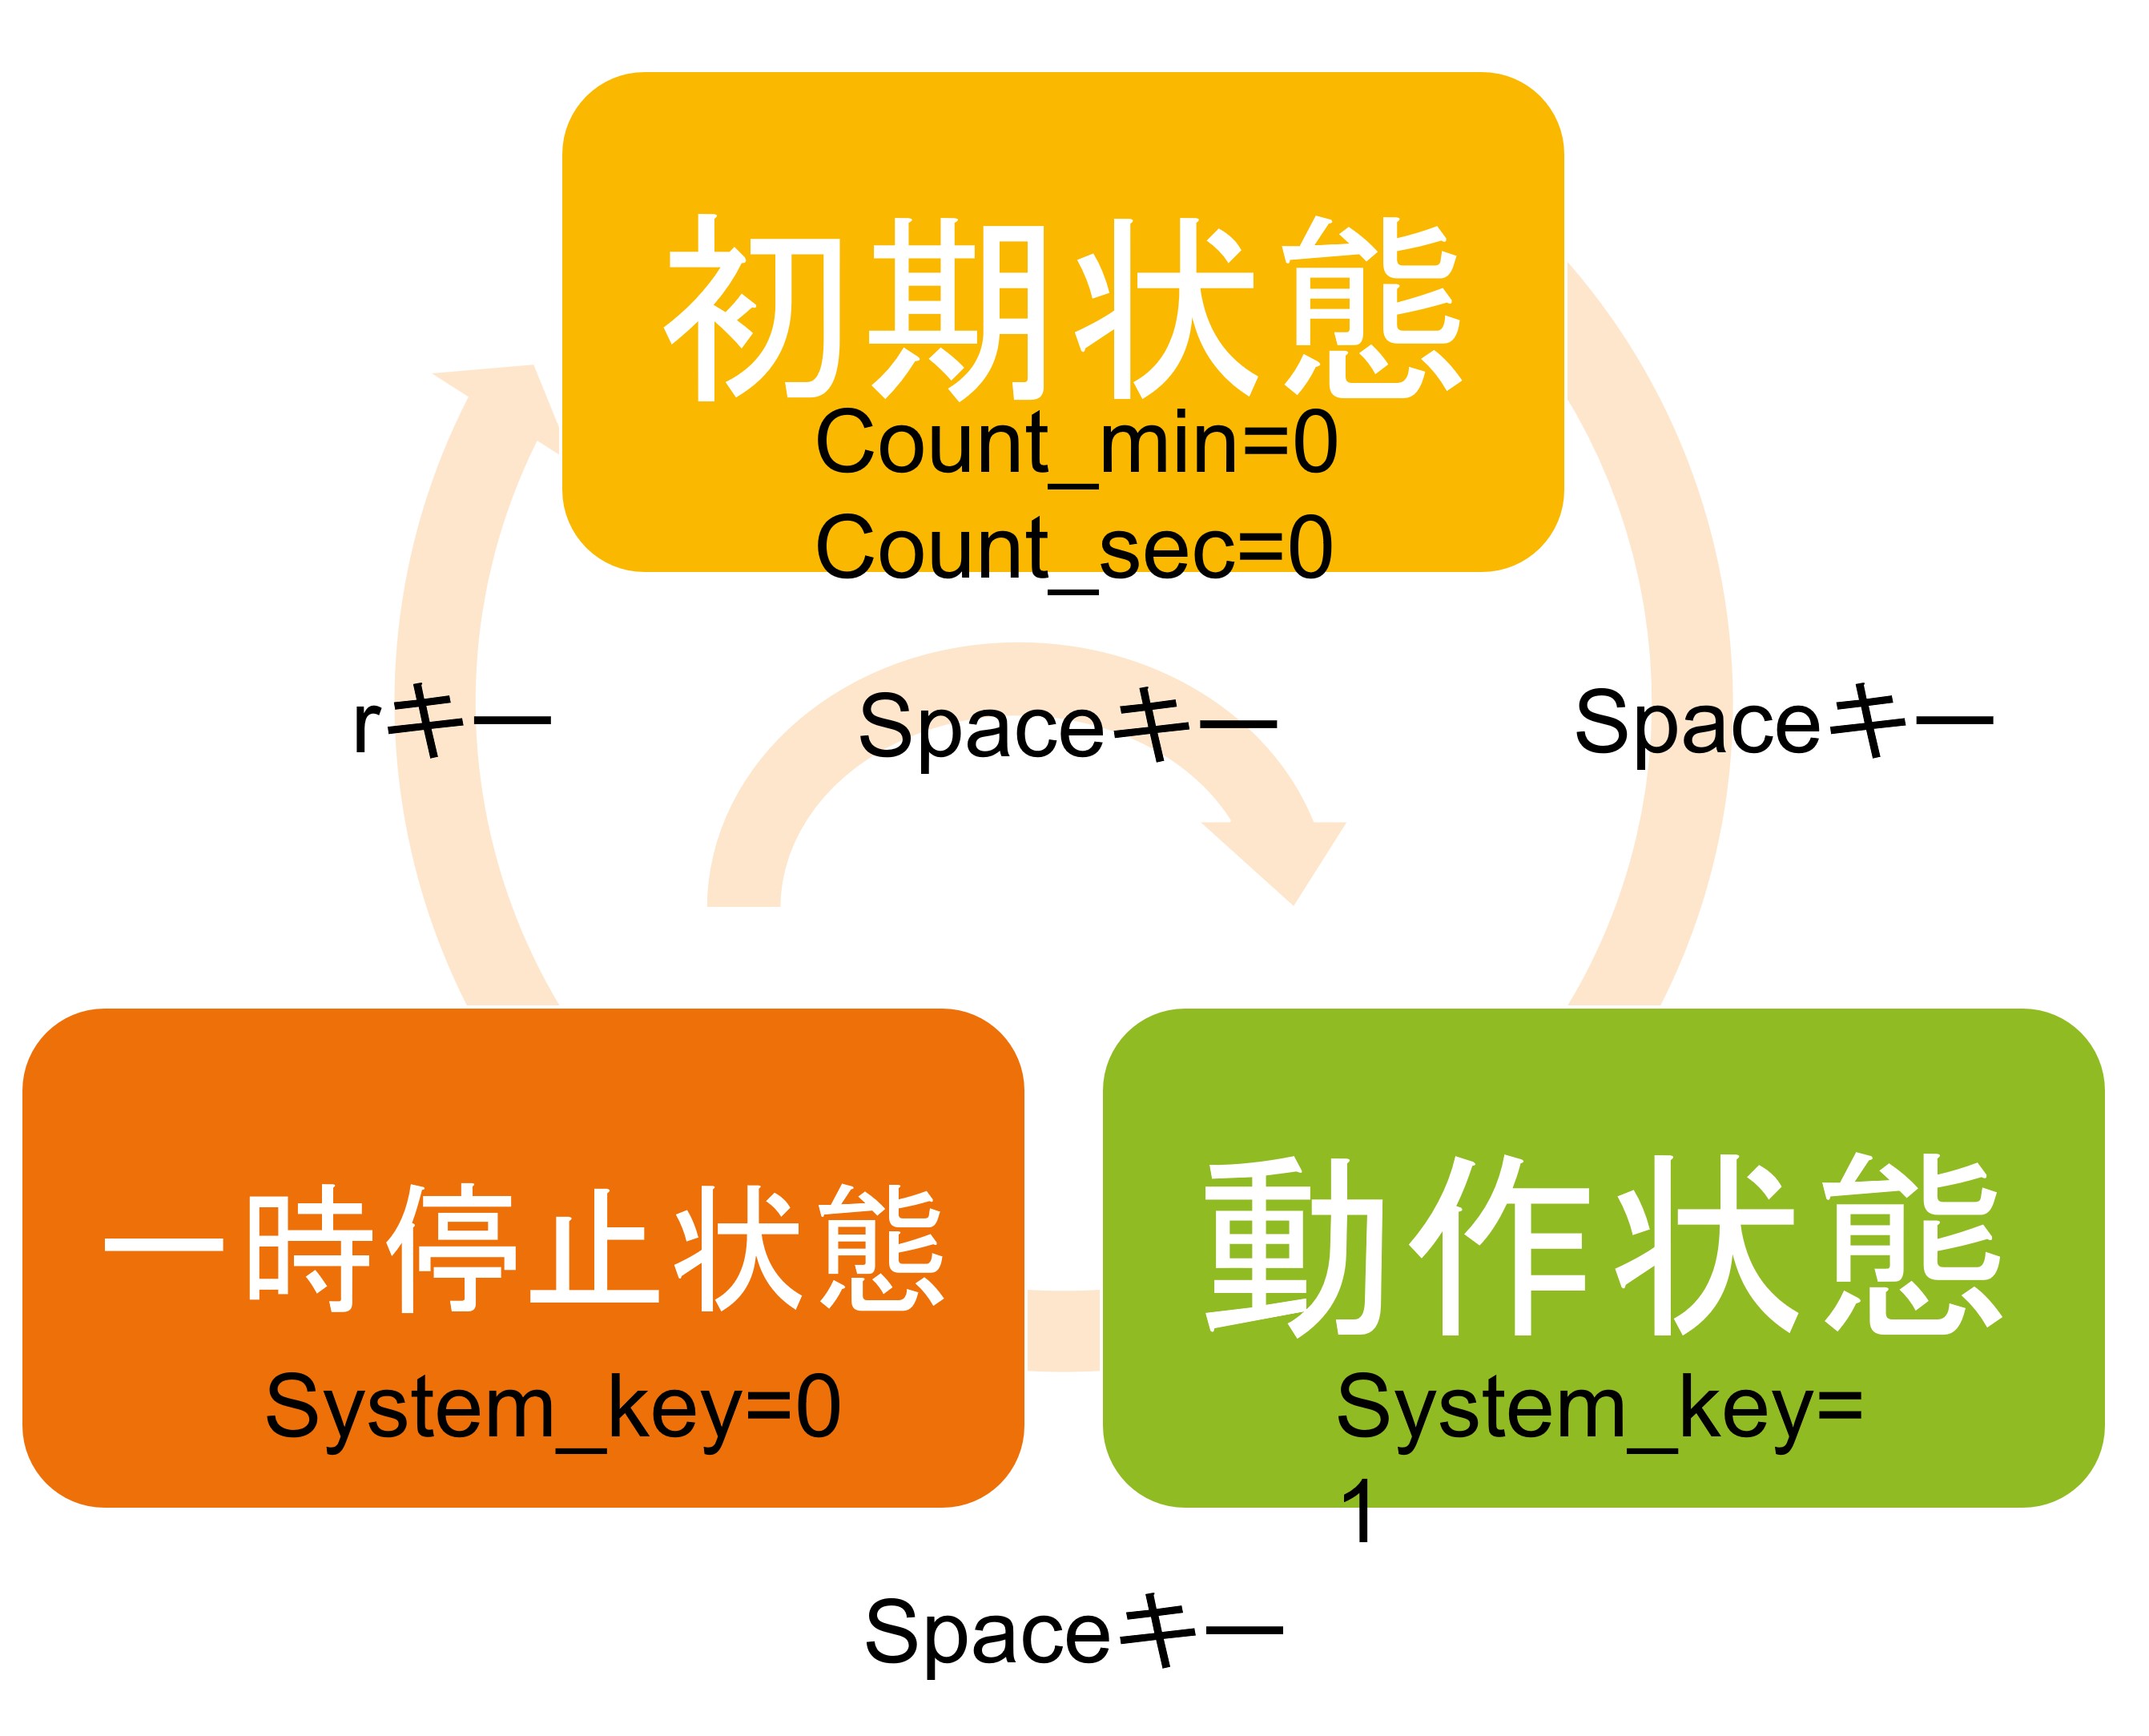 初期状態
Count_min=0
Count_sec=0
rキー
Spaceキー
Spaceキー
一時停止状態
System_key=0
動作状態
System_key=
1
Spaceキー